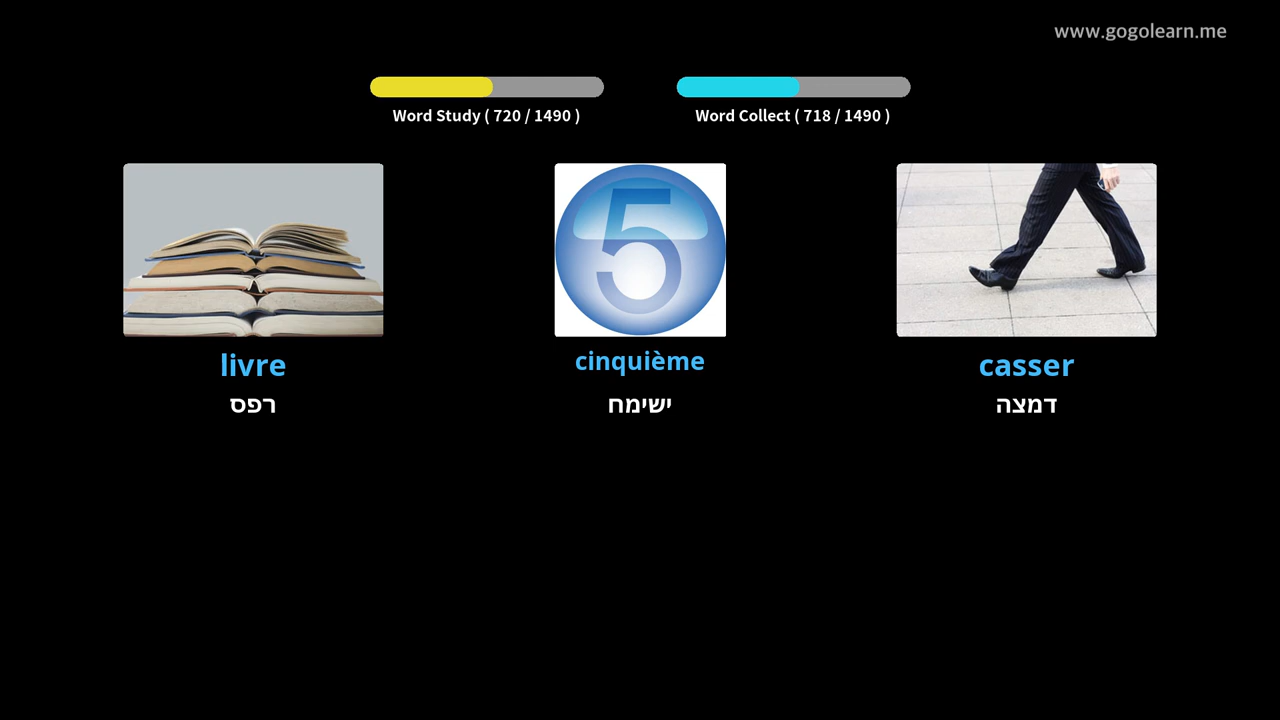 www.gogolearn.me
Word Study ( 720 / 1490 )
Word Collect ( 718 / 1490 )
livre
רפס
cinquième
ישימח
casser
דמצה